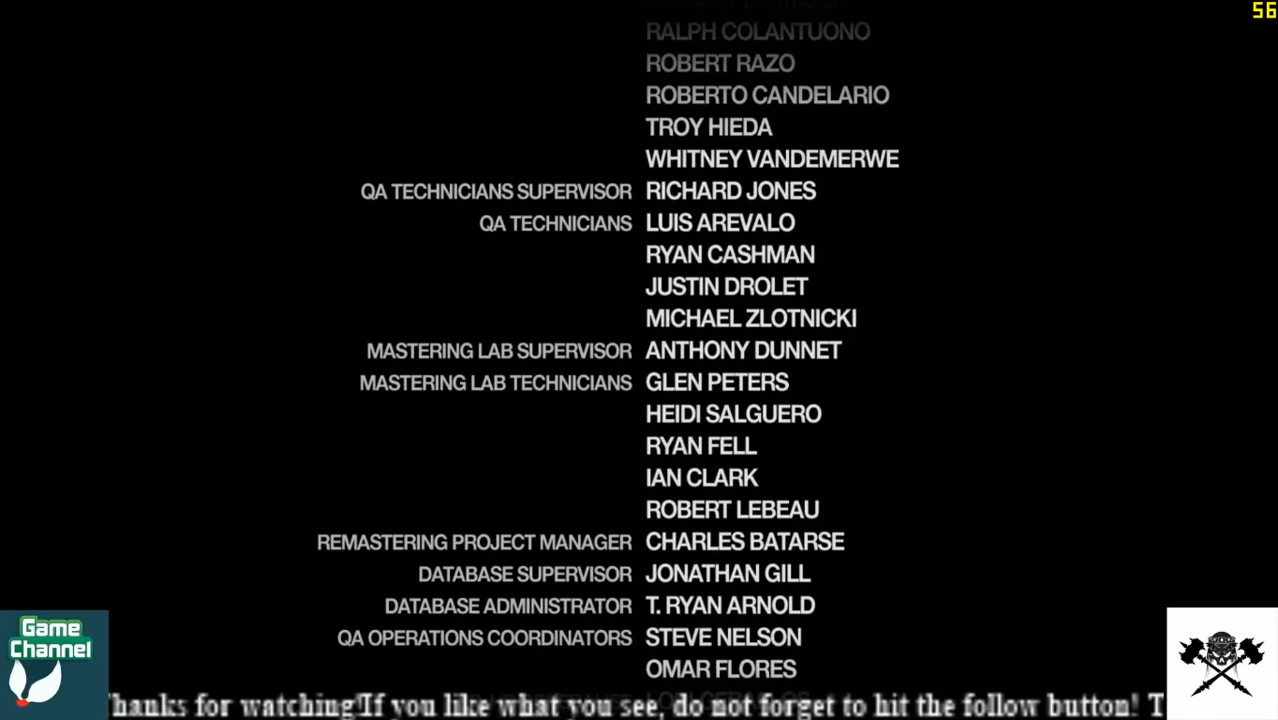 56
RALPH COLANTUONO
ROBERT RAZO
ROBERTO CANDELARIO
TROY HIEDA
WHITNEY VANDEMERWE
QA TECHNICIANS SUPERVISOR RICHARD JONES
QA TECHNICIANS LUIS AREVALO
RYAN CASHMAN
JUSTIN DROLET
MICHAEL ZLOTNICKI
MASTERING LAB SUPERVISOR ANTHONY DUNNET
MASTERING LAB TECHNICIANS GLEN PETERS
HEIDI SALGUERO
RYAN FELL
IAN CLARK
ROBERT LEBEAU
REMASTERING PROJECT MANAGER CHARLES BATARSE
DATABASE SUPERVISOR JONATHAN GILL
DATABASE ADMINISTRATOR T. RYAN ARNOLD
QA OPERATIONS COORDINATORS STEVE NELSON
OMAR FLORES
Game
Channel
Thanks for watching!If you like what you see, do not forget to hit the follow button! T